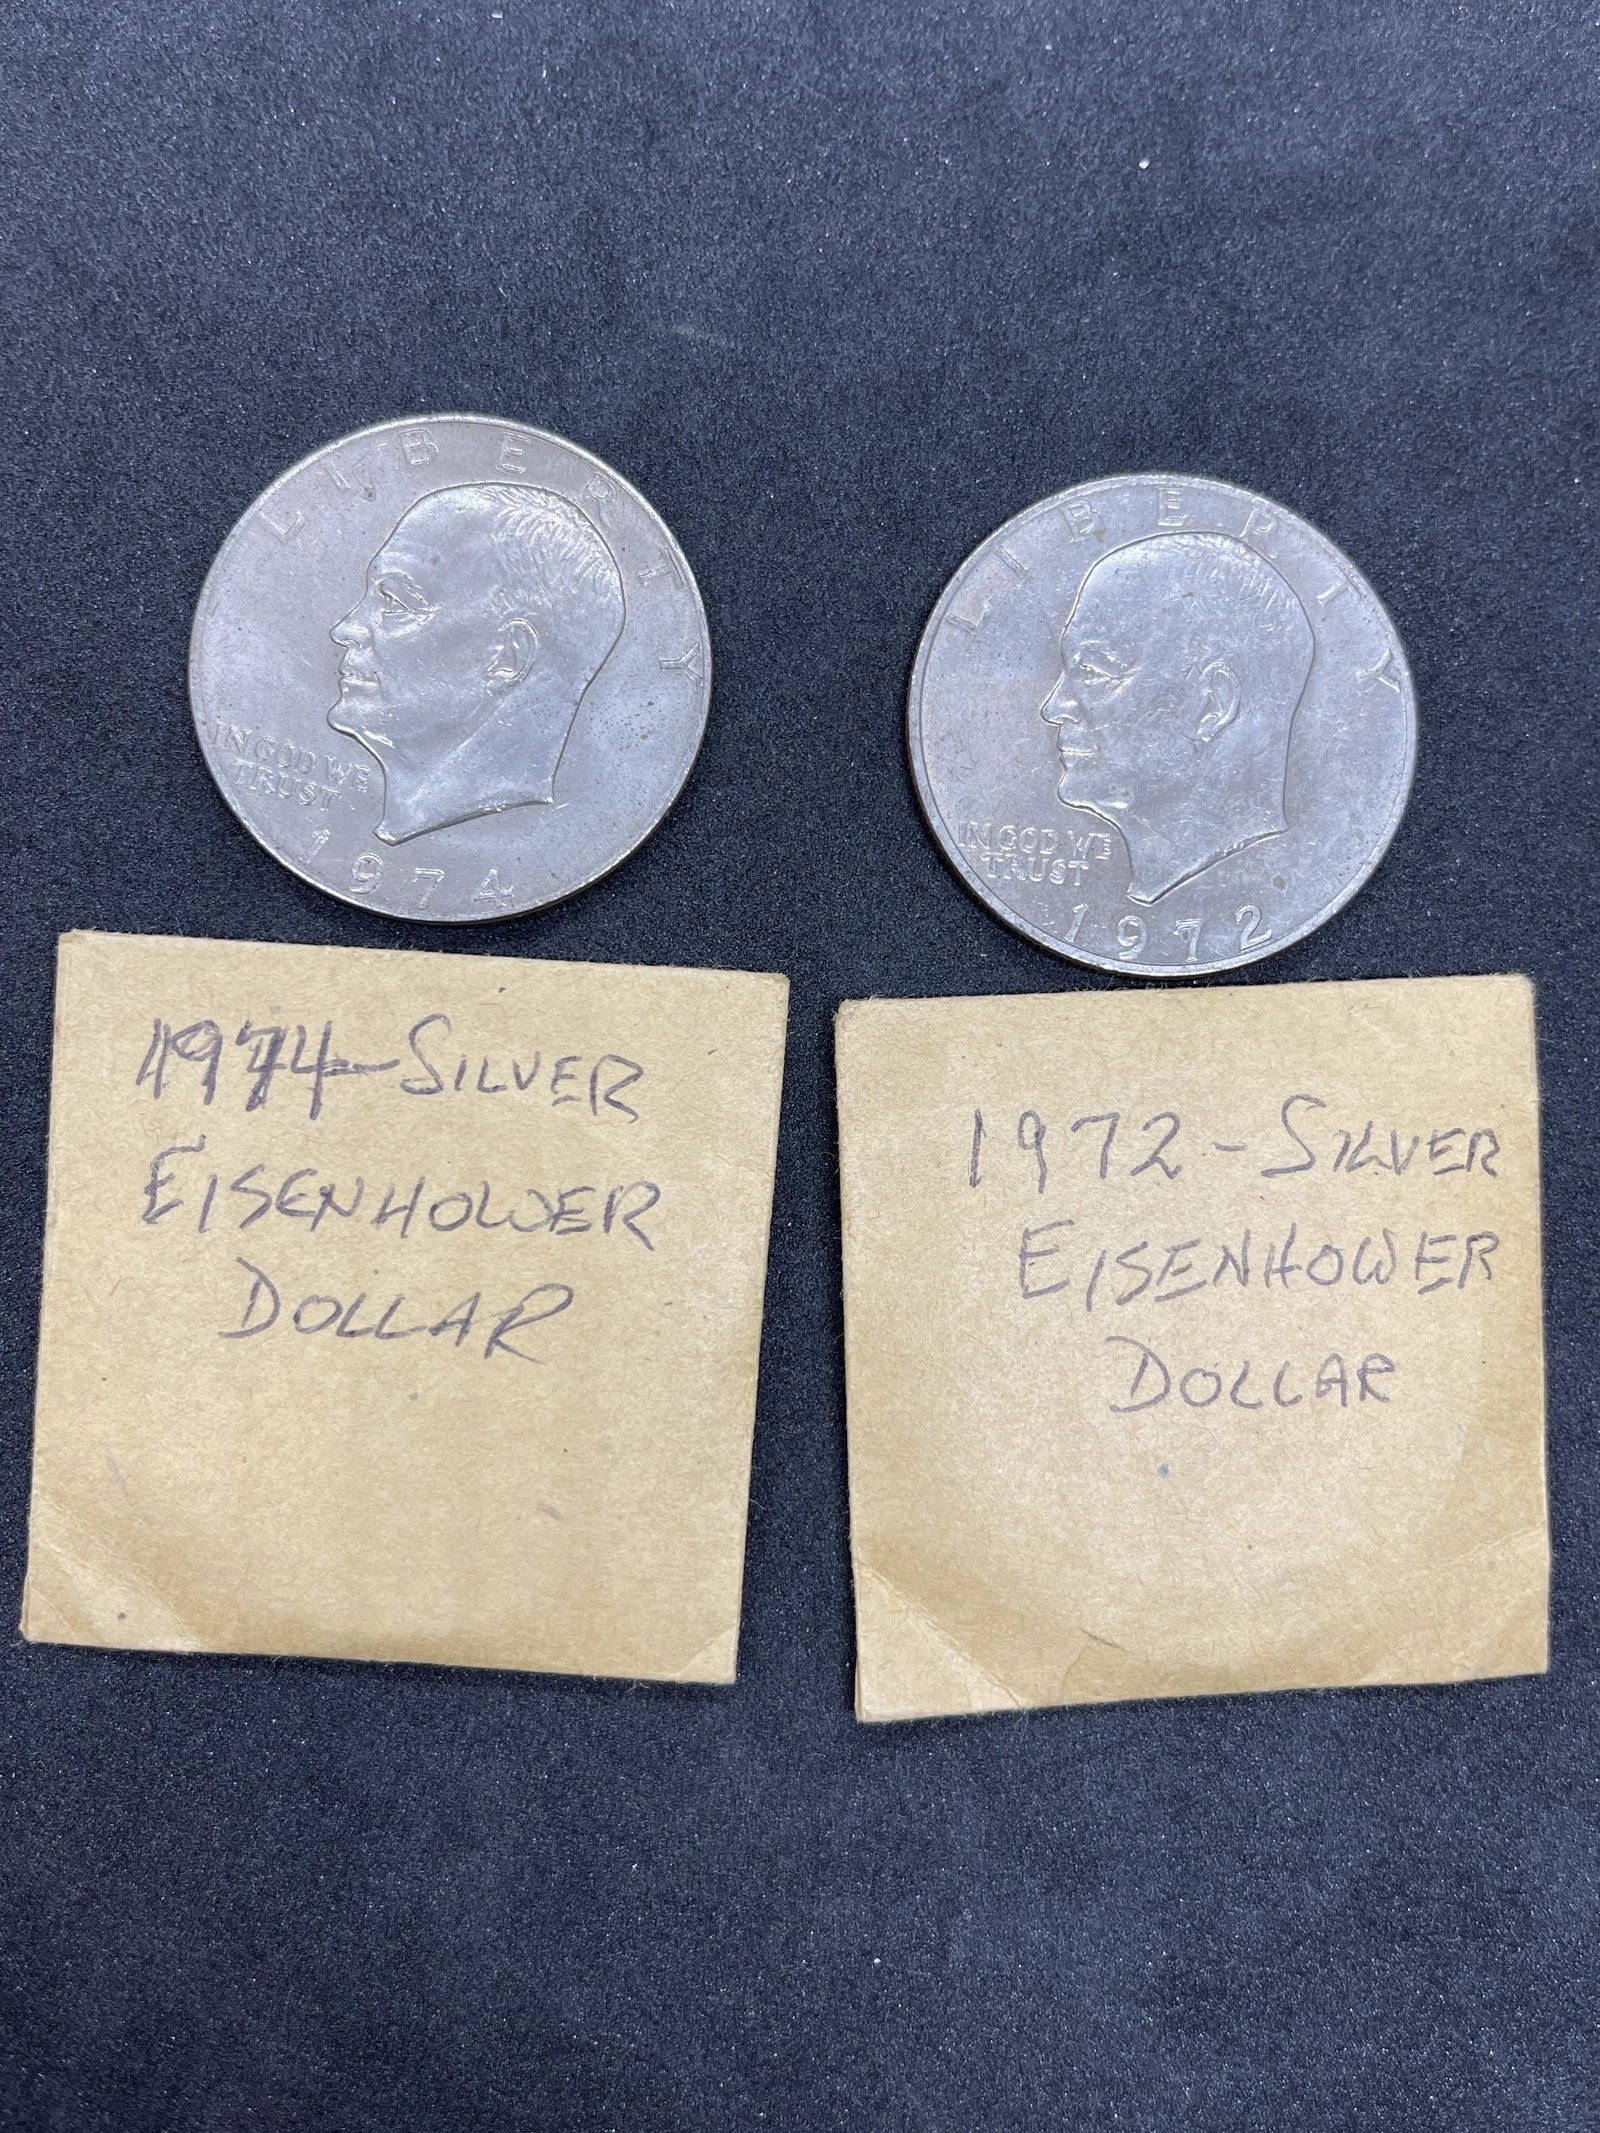 LIBERTY
IN GOD WE
TRUST
1974
LIBERTY
IN GOD WE
TRUST
1972
1974-SILVER
EISENHOWER
DOLLAR
1972-SILVER
EISENHOWER
DOLLAR